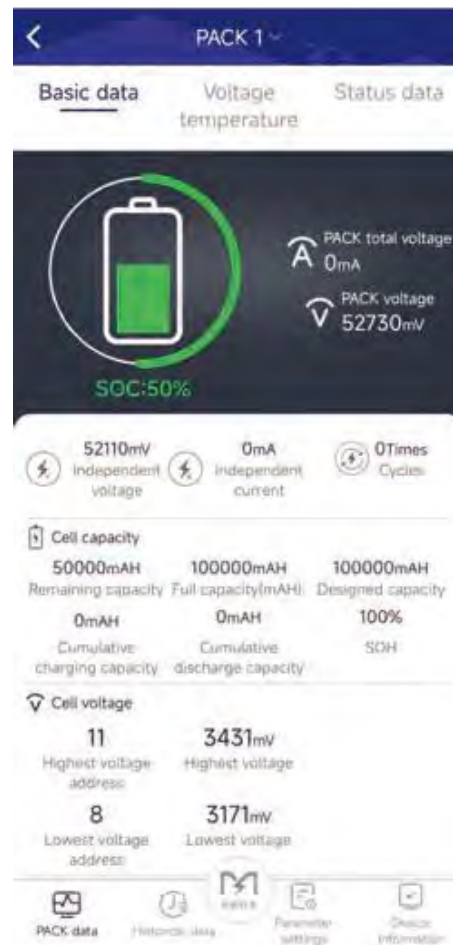 PACK 1
Basic data
Voltage temperature
Status data
PACK total voltage
0mA
PACK voltage
52730mV
SOC:50%
52110mV
Independent voltage
0mA
Independent current
0Times
Cycles
Cell capacity
50000mAH
Remaining capacity
100000mAH
Full capacity(mAH)
100000mAH
Designed capacity
0mAH
Cumulative charging capacity
0mAH
Cumulative discharge capacity
100%
SOH
Cell voltage
11
Highest voltage address
3431mV
Highest voltage
8
Lowest voltage address
3171mV
Lowest voltage
PACK data
Historical data
Parameter settings
Device information